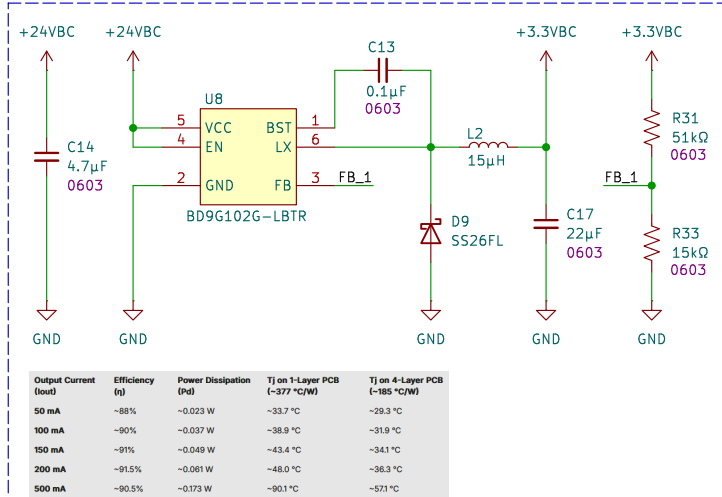 +24VBC
+24VBC
+3.3VBC
+3.3VBC
C13
0.1µF
0603
U8
5 VCC BST 1
4 EN LX 6
2 GND FB 3 FB_1
BD9G102G-LBTR
C14
4.7µF
0603
L2
15µH
R31
51kΩ
0603
FB_1
D9
SS26FL
C17
22µF
0603
R33
15kΩ
0603
GND
GND
GND
GND
GND
Output Current (Iout) Efficiency (η) Power Dissipation (Pd) Tj on 1-Layer PCB (~377 °C/W) Tj on 4-Layer PCB (~185 °C/W)
50 mA ~88% ~0.023 W ~33.7 °C ~29.3 °C
100 mA ~90% ~0.037 W ~38.9 °C ~31.9 °C
150 mA ~91% ~0.049 W ~43.4 °C ~34.1 °C
200 mA ~91.5% ~0.061 W ~48.0 °C ~36.3 °C
500 mA ~90.5% ~0.173 W ~90.1 °C ~57.1 °C